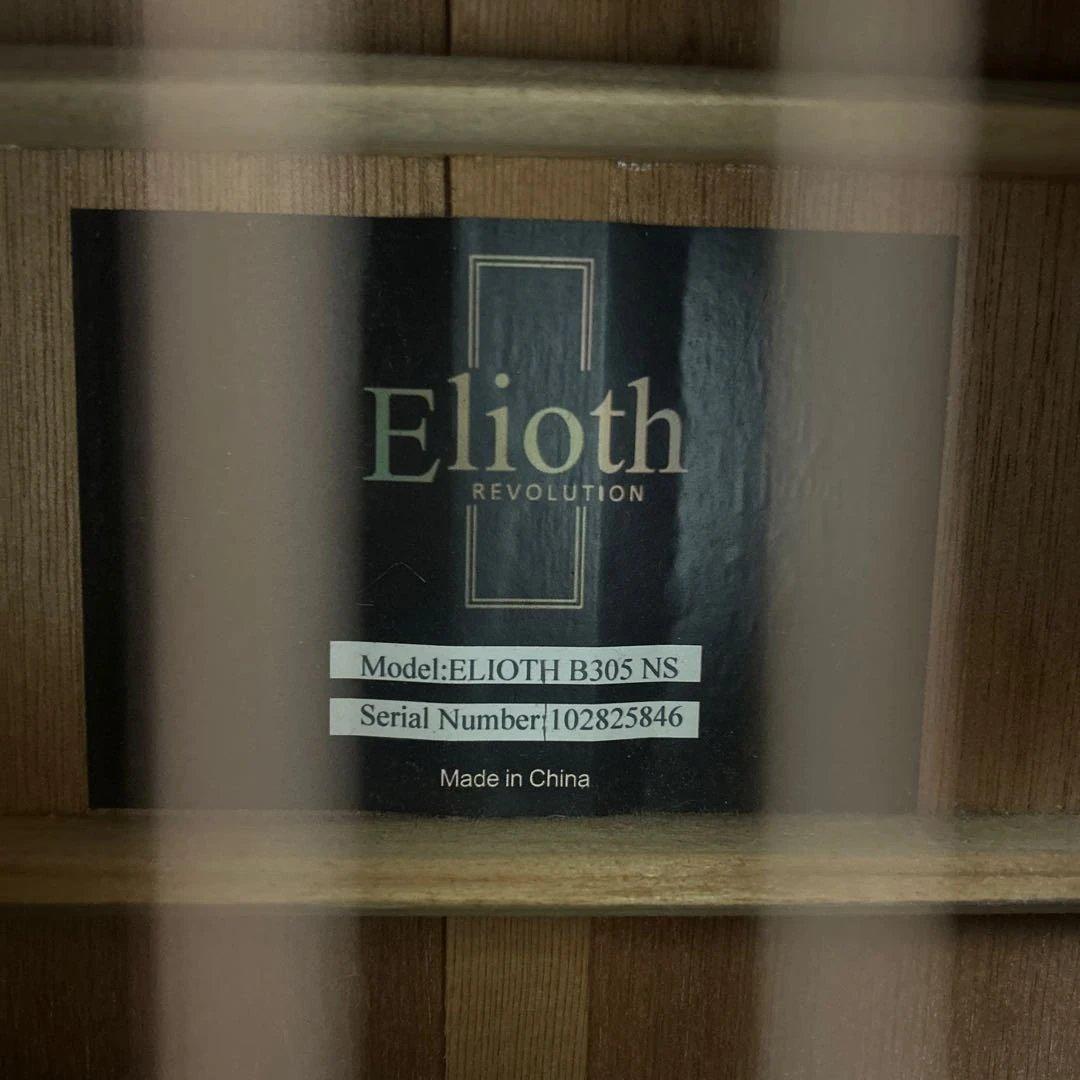 Elioth
REVOLUTION
Model:ELIOTH B305 NS
Serial Number:102825846
Made in China